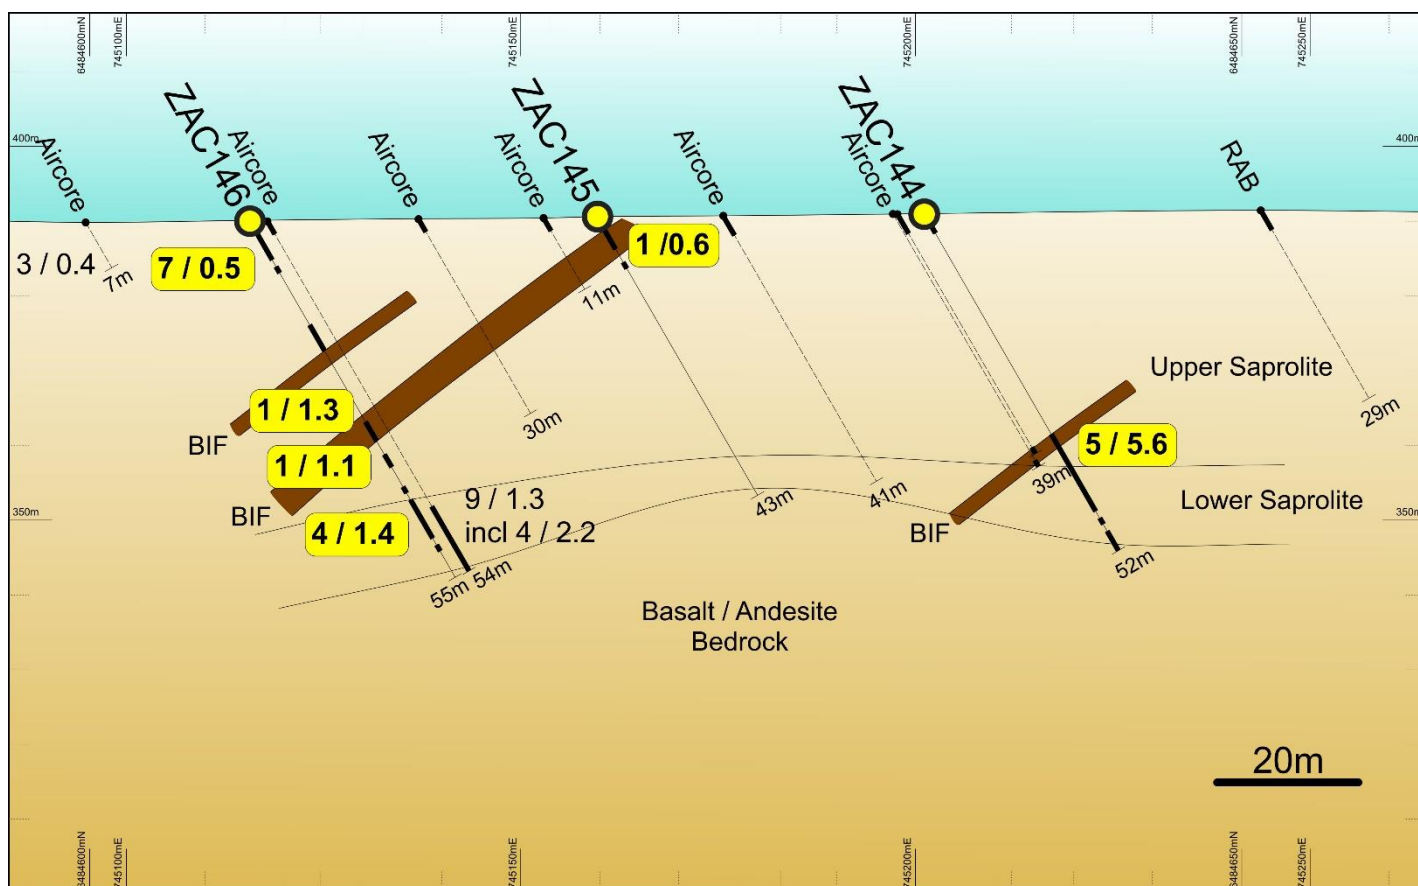 6484600mN
745100mE
745150mE
745200mE
6484650mN
745250mE
400m
400m
Aircore
ZAC146
Aircore
Aircore
Aircore
ZAC145
Aircore
Aircore
ZAC144
RAB
3 / 0.4
7m
7 / 0.5
1 /0.6
11m
Upper Saprolite
1 / 1.3
30m
29m
BIF
5 / 5.6
1 / 1.1
39m
41m
43m
Lower Saprolite
BIF
9 / 1.3
incl 4 / 2.2
350m
350m
4 / 1.4
BIF
52m
55m
54m
Basalt / Andesite
Bedrock
20m
6484600mN
745100mE
745150mE
745200mE
6484650mN
745250mE